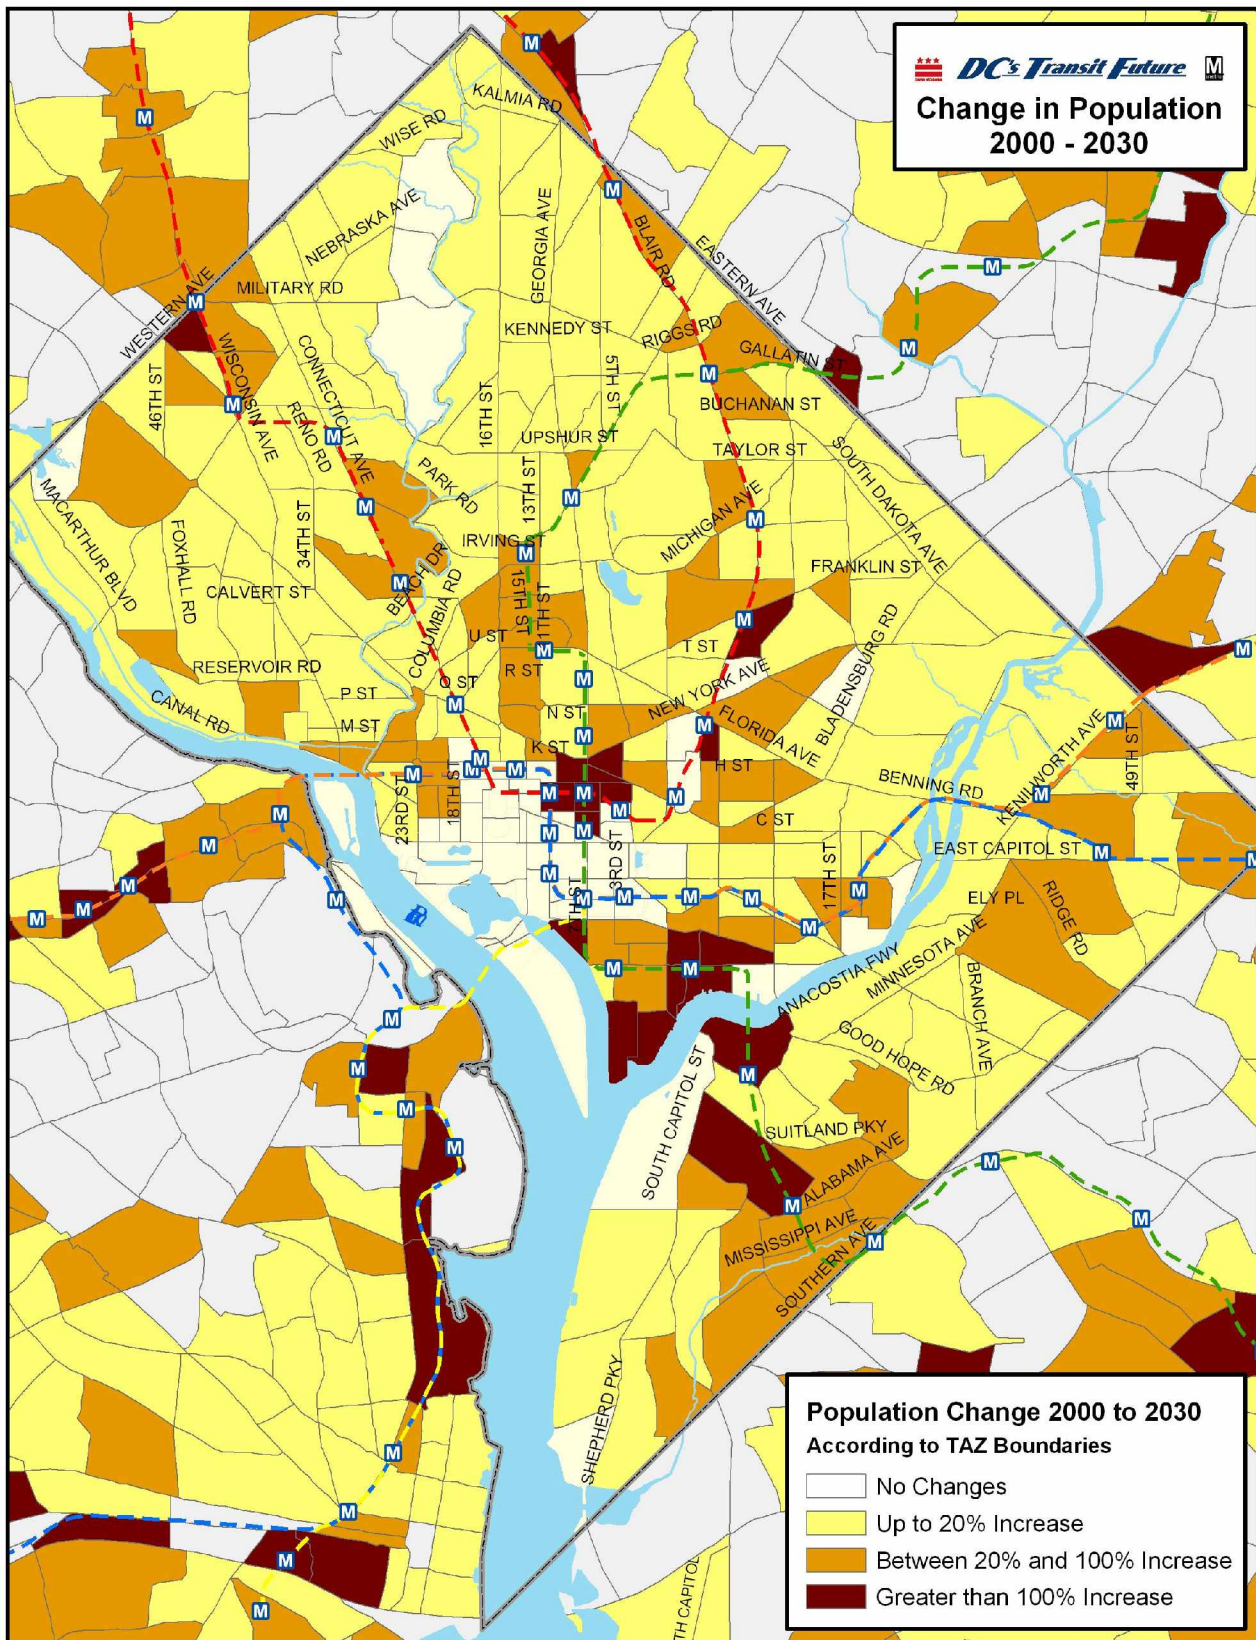 DC's Transit Future
M
Change in Population
2000 - 2030
KALMIA RD
WISE RD
NEBRASKA AVE
GEORGIA AVE
BLAIR RD
EASTERN AVE
WESTERN AVE
MILITARY RD
KENNEDY ST
RIGGS RD
GALLATIN ST
46TH ST
WISCONSIN AVE
CONNECTICUT AVE
RENO RD
16TH ST
5TH ST
BUCHANAN ST
UPSHUR ST
TAYLOR ST
SOUTH DAKOTA AVE
MACARTHUR BLVD
FOXHALL RD
34TH ST
PARK RD
13TH ST
MICHIGAN AVE
IRVING ST
BEACH DR
CALVERT ST
COLUMBIA RD
15TH ST
11TH ST
FRANKLIN ST
BLADENSBURG RD
U ST
T ST
RESERVOIR RD
R ST
Q ST
P ST
NEW YORK AVE
CANAL RD
M ST
N ST
FLORIDA AVE
K ST
H ST
KENILWORTH AVE
49TH ST
BENNING RD
23RD ST
18TH ST
C ST
EAST CAPITOL ST
3RD ST
17TH ST
7TH ST
ELY PL
RIDGE RD
MINNESOTA AVE
ANACOSTIA FWY
BRANCH AVE
GOOD HOPE RD
SOUTH CAPITOL ST
SUITLAND PKY
ALABAMA AVE
MISSISSIPPI AVE
SOUTHERN AVE
SHEPHERD PKY
TH CAPITOL
Population Change 2000 to 2030
According to TAZ Boundaries
No Changes
Up to 20% Increase
Between 20% and 100% Increase
Greater than 100% Increase